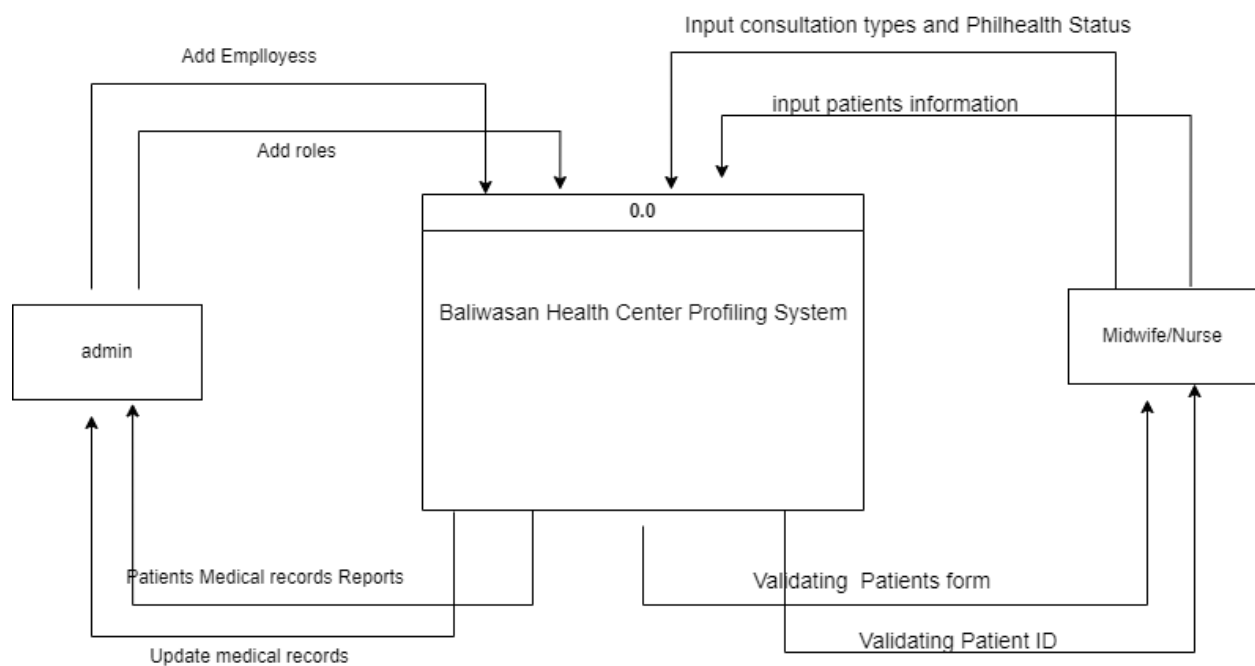 Input consultation types and Philhealth Status
Add Emplloyess
input patients information
Add roles
0.0
Baliwasan Health Center Profiling System
admin
Midwife/Nurse
Patients Medical records Reports
Validating Patients form
Update medical records
Validating Patient ID